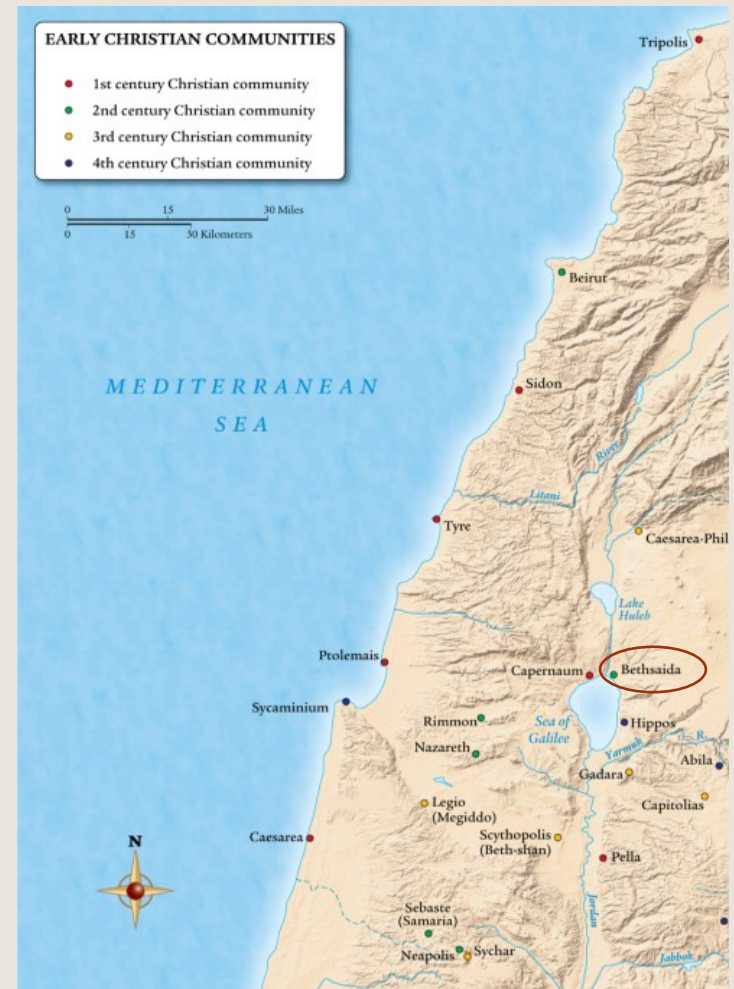 EARLY CHRISTIAN COMMUNITIES
1st century Christian community
2nd century Christian community
3rd century Christian community
4th century Christian community
0 15 30 Miles
0 15 30 Kilometers
Tripolis
Beirut
MEDITERRANEAN
SEA
Sidon
River
Litani
Tyre
Caesarea-Phil
Lake
Huleh
Ptolemais
Capernaum
Bethsaida
Sycaminium
Rimmon
Sea of
Galilee
Hippos
Nazareth
Yarmuk R.
Abila
Gadara
Legio
(Megiddo)
Capitolias
Caesarea
Scythopolis
(Beth-shan)
N
Pella
Jordan
Sebaste
(Samaria)
Neapolis
Sychar
Jabbok